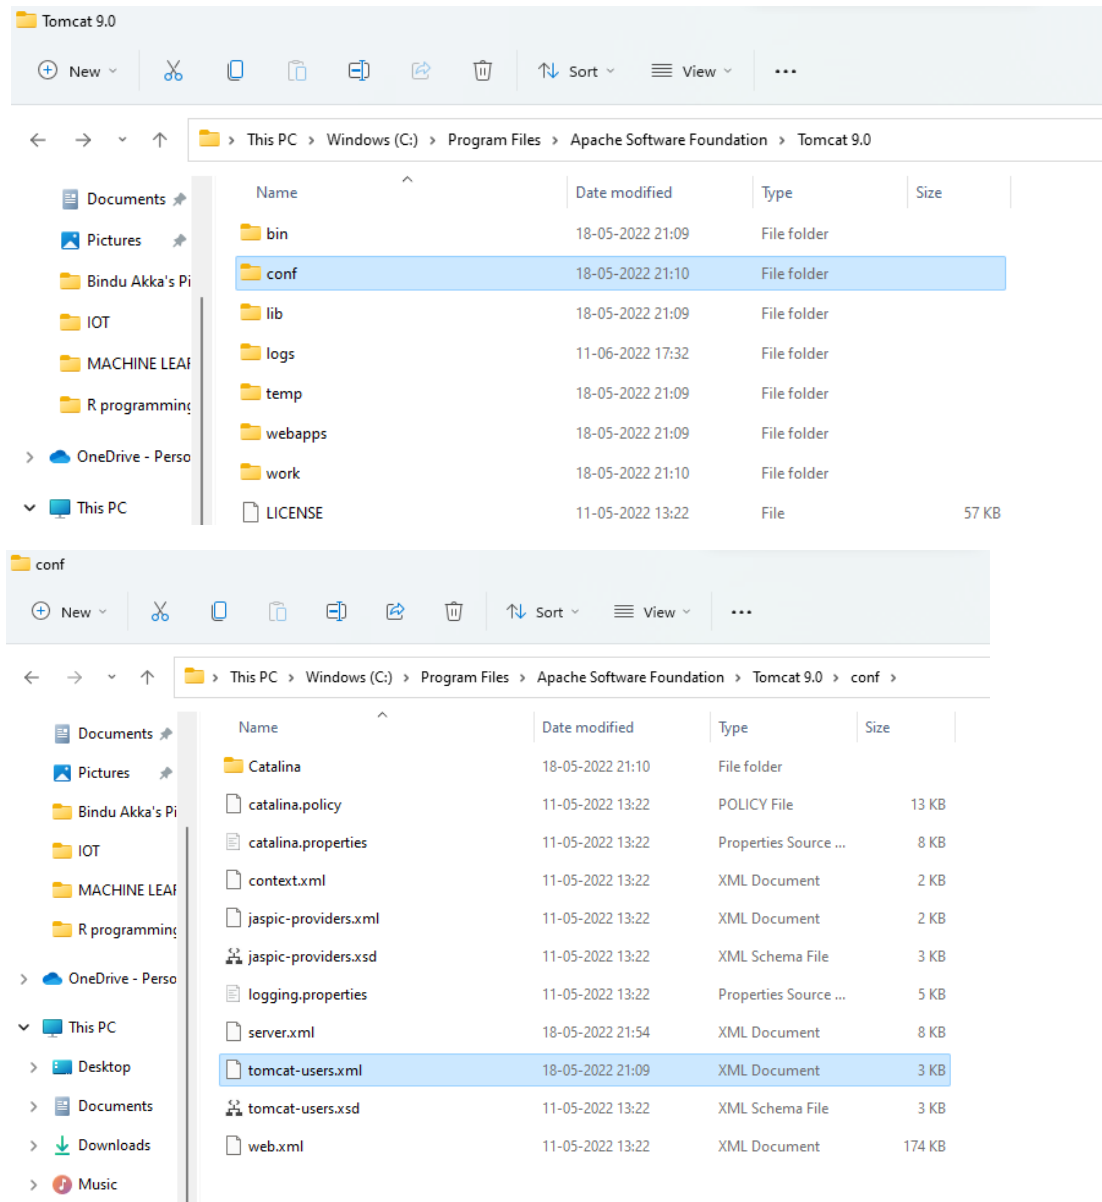 Tomcat 9.0
New Sort View ...
This PC > Windows (C:) > Program Files > Apache Software Foundation > Tomcat 9.0
Name Date modified Type Size
Documents
Pictures
Bindu Akka's Pi
IOT
MACHINE LEAR
R programming
OneDrive - Perso
This PC
bin 18-05-2022 21:09 File folder
conf 18-05-2022 21:10 File folder
lib 18-05-2022 21:09 File folder
logs 11-06-2022 17:32 File folder
temp 18-05-2022 21:09 File folder
webapps 18-05-2022 21:09 File folder
work 18-05-2022 21:10 File folder
LICENSE 11-05-2022 13:22 File 57 KB
conf
New Sort View ...
This PC > Windows (C:) > Program Files > Apache Software Foundation > Tomcat 9.0 > conf >
Name Date modified Type Size
Documents
Pictures
Bindu Akka's Pi
IOT
MACHINE LEAR
R programming
OneDrive - Perso
This PC
Desktop
Documents
Downloads
Music
Catalina 18-05-2022 21:10 File folder
catalina.policy 11-05-2022 13:22 POLICY File 13 KB
catalina.properties 11-05-2022 13:22 Properties Source ... 8 KB
context.xml 11-05-2022 13:22 XML Document 2 KB
jaspic-providers.xml 11-05-2022 13:22 XML Document 2 KB
jaspic-providers.xsd 11-05-2022 13:22 XML Schema File 3 KB
logging.properties 11-05-2022 13:22 Properties Source ... 5 KB
server.xml 18-05-2022 21:54 XML Document 8 KB
tomcat-users.xml 18-05-2022 21:09 XML Document 3 KB
tomcat-users.xsd 11-05-2022 13:22 XML Schema File 3 KB
web.xml 11-05-2022 13:22 XML Document 174 KB